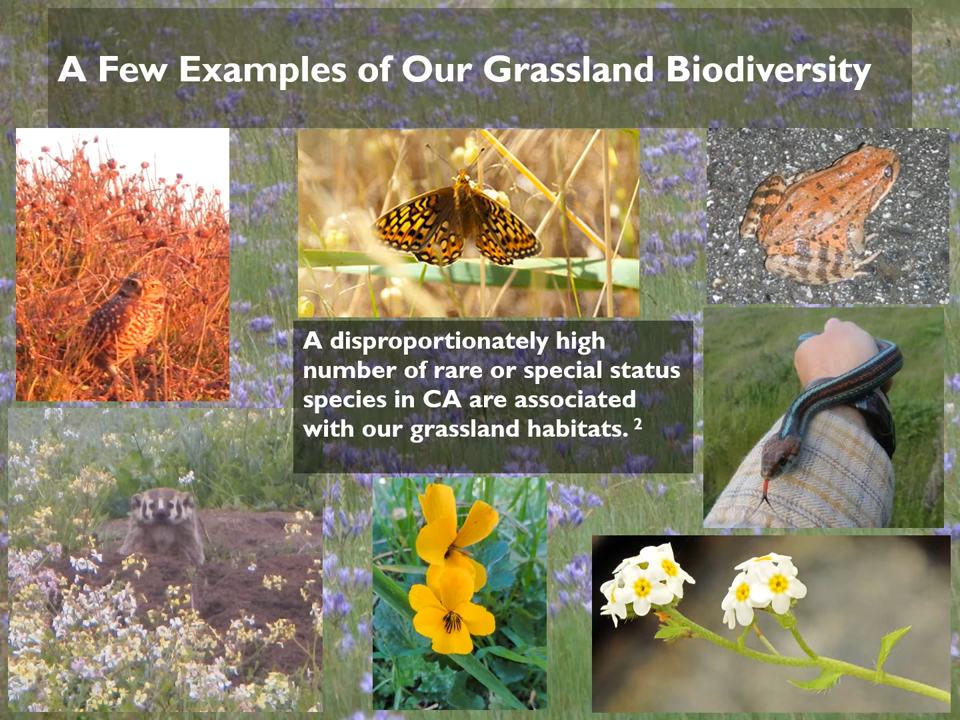 A Few Examples of Our Grassland Biodiversity
A disproportionately high
number of rare or special status
species in CA are associated
with our grassland habitats. ²